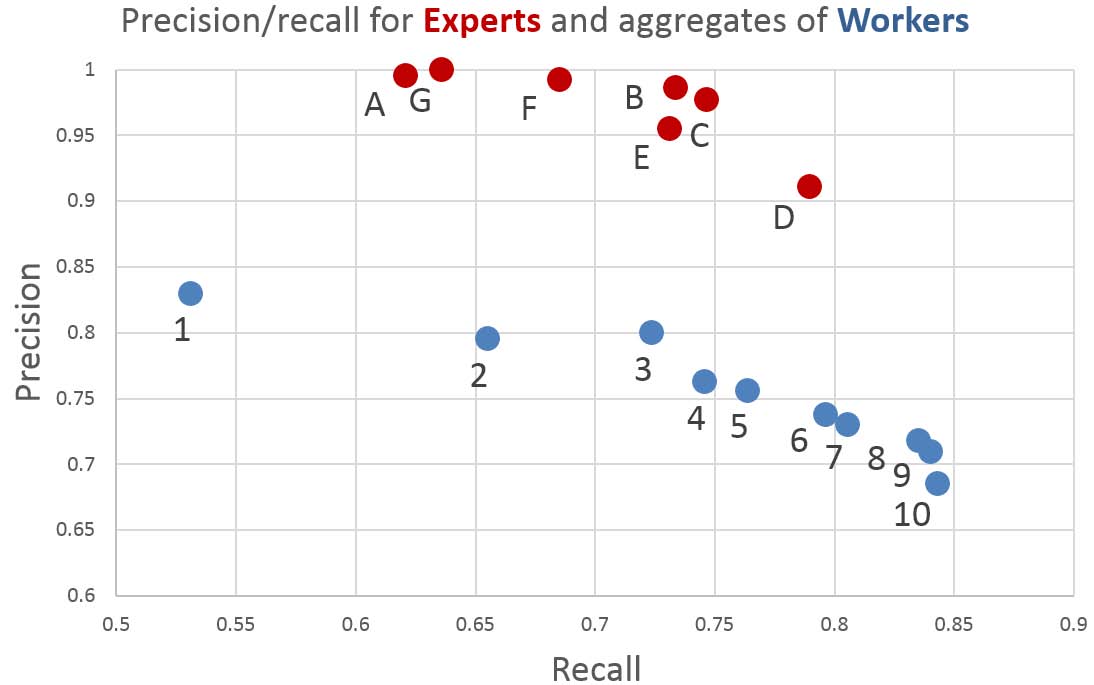 Precision/recall for Experts and aggregates of Workers
1
0.95
0.9
0.85
0.8
0.75
0.7
0.65
0.6
Precision
A
G
F
B
C
E
D
1
2
3
4
5
6
7
8
9
10
0.5 0.55 0.6 0.65 0.7 0.75 0.8 0.85 0.9
Recall